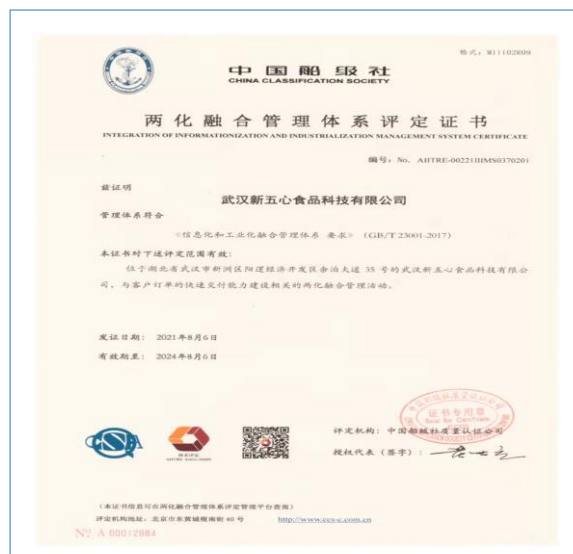 格式：M11102809
中国船级社
CHINA CLASSIFICATION SOCIETY
两化融合管理体系评定证书
INTEGRATION OF INFORMATIONIZATION AND INDUSTRIALIZATION MANAGEMENT SYSTEM CERTIFICATE
编号：No. AIITRE-00221IIIMS0370201
兹证明
武汉新五心食品科技有限公司
管理体系符合
《信息化和工业化融合管理体系 要求》（GB/T 23001-2017）
本证书对下述评定范围有效：
位于湖北省武汉市新洲区阳逻经济开发区余泊大道 35 号的武汉新五心食品科技有限公
司，与客户订单的快速交付能力建设相关的两化融合管理活动。
发证日期： 2021年8月6日
有效期至： 2024年8月6日
证书专用章
评定机构：中国船级社质量认证公司
授权代表（签字）：
（本证书信息可在两化融合管理体系评定管理平台查询）
评定机构地址：北京市东黄城根南街 40 号 http://www.ccs-c.com.cn
No A 00012864